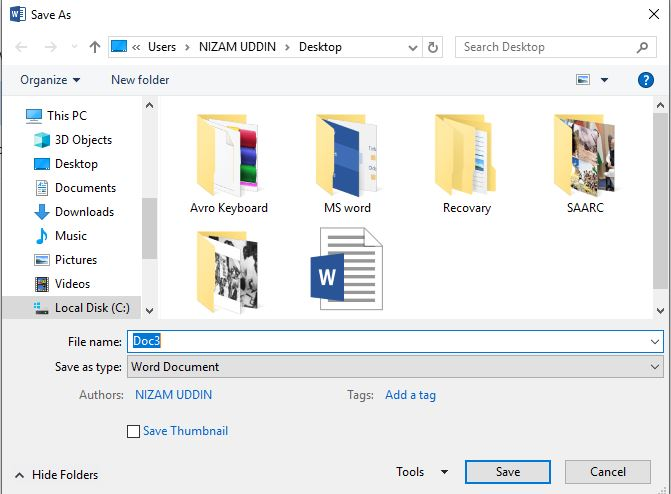 Save As
« Users > NIZAM UDDIN > Desktop
Search Desktop
Organize
New folder
This PC
3D Objects
Desktop
Documents
Downloads
Music
Pictures
Videos
Local Disk (C:)
Avro Keyboard
MS word
Recovary
SAARC
W
File name: Doc3
Save as type: Word Document
Authors: NIZAM UDDIN
Tags: Add a tag
Save Thumbnail
Hide Folders
Tools
Save
Cancel